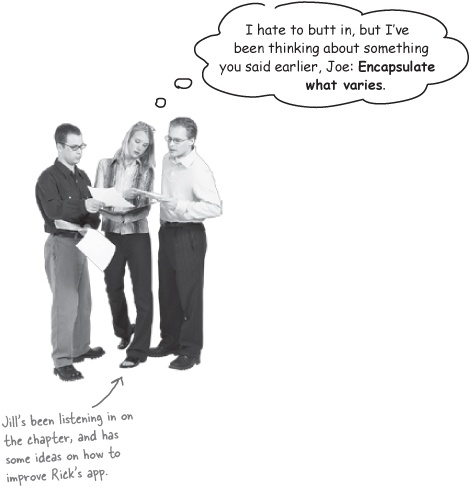 I hate to butt in, but I've
been thinking about something
you said earlier, Joe: Encapsulate
what varies.
Jill's been listening in on
the chapter, and has
some ideas on how to
improve Rick's app.